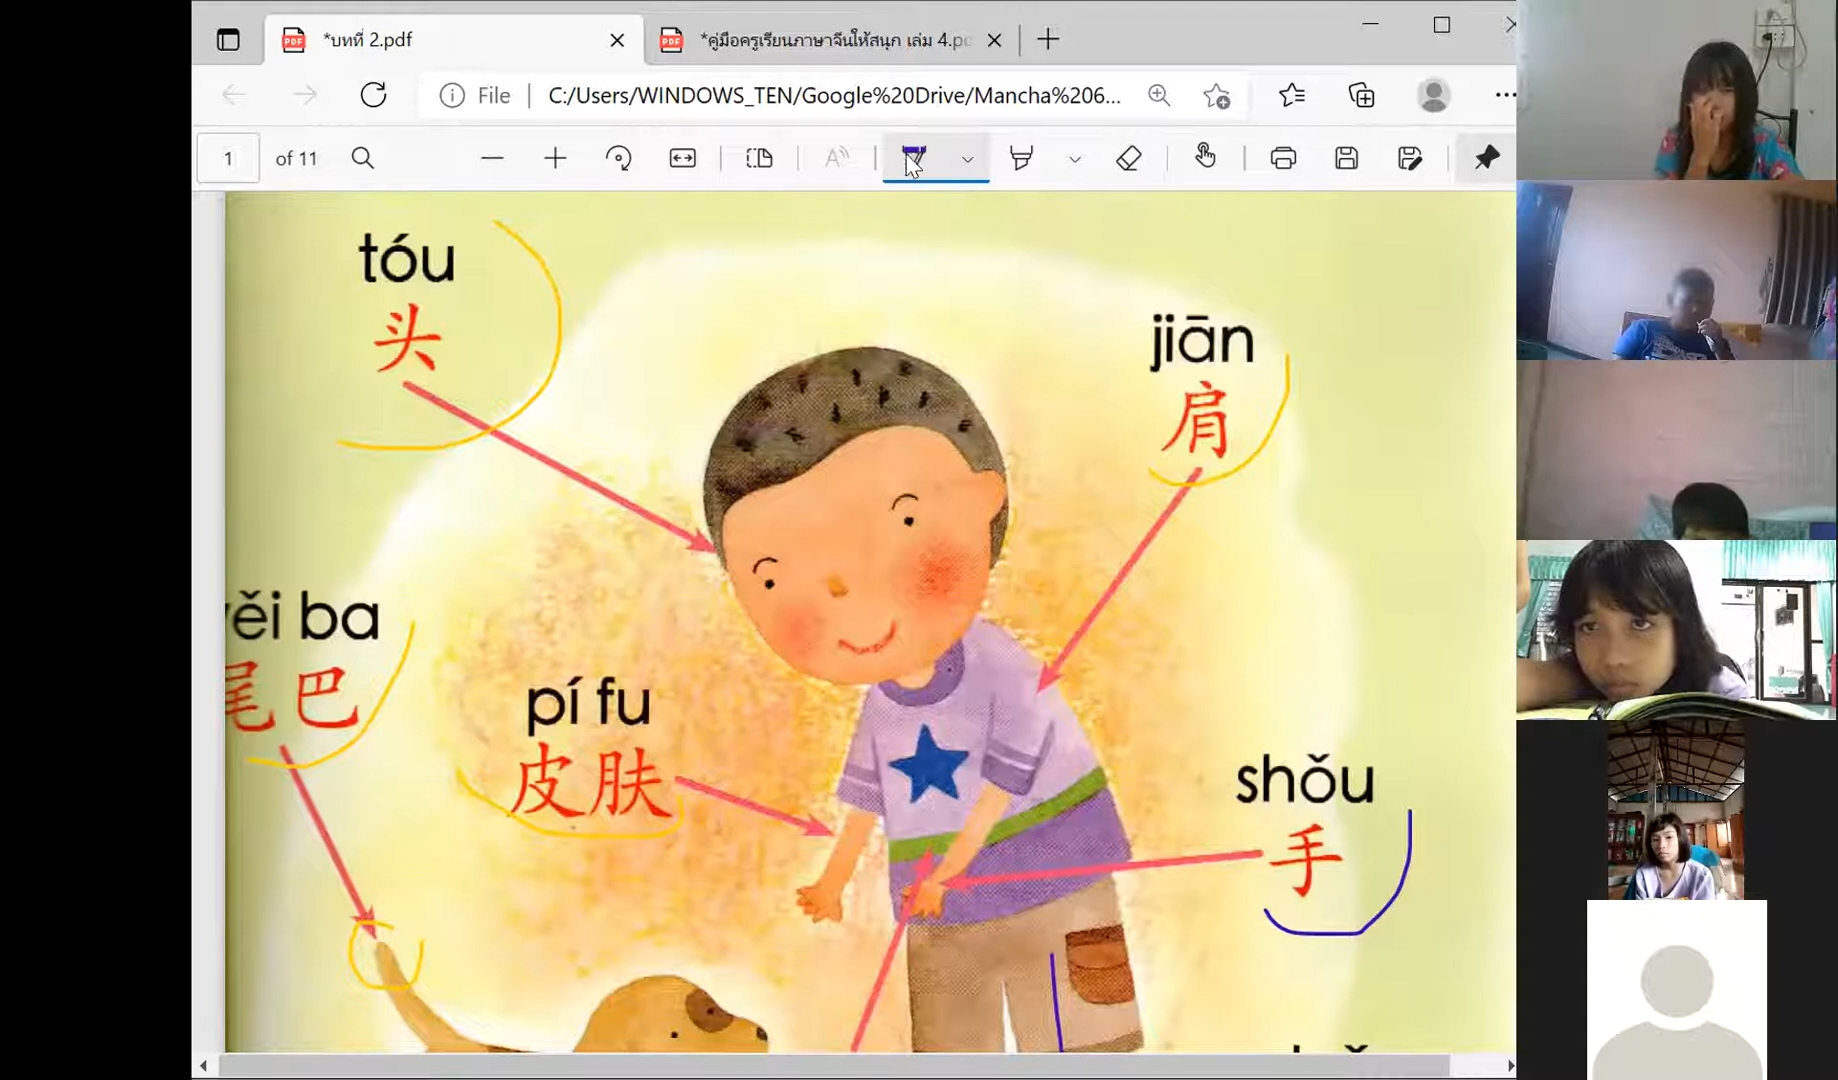 *บทที่ 2.pdf
*คู่มือครูเรียนภาษาจีนให้สนุก เล่ม 4.pd
File
C:/Users/WINDOWS_TEN/Google%20Drive/Mancha%206...
1 of 11
tóu
头
jiān
肩
wěi ba
尾巴
pí fu
皮肤
shǒu
手